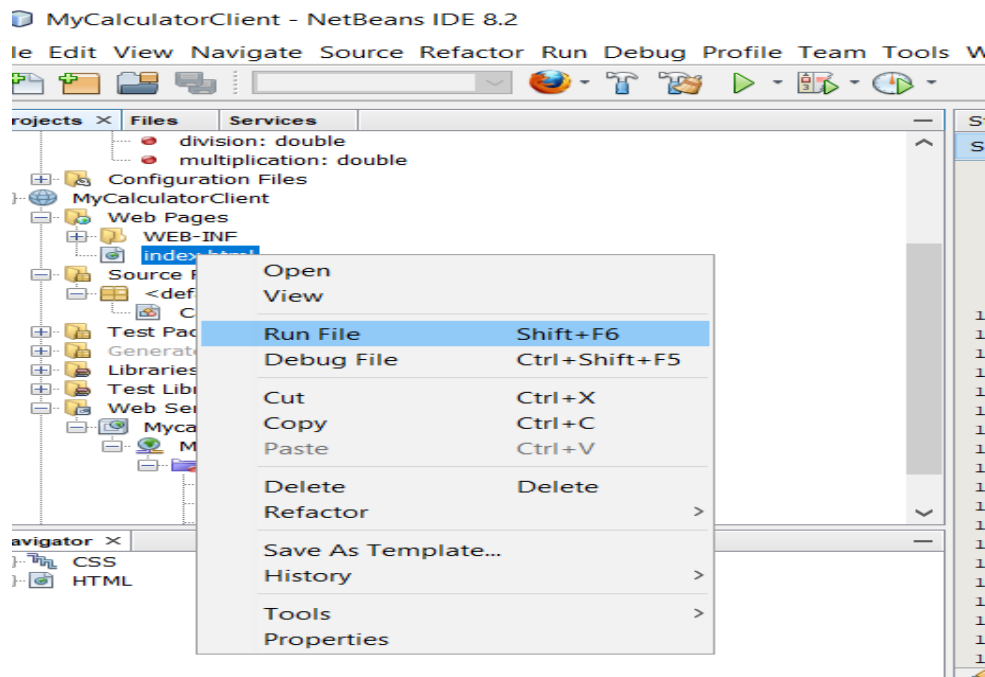 MyCalculatorClient - NetBeans IDE 8.2
le Edit View Navigate Source Refactor Run Debug Profile Team Tools W
rojects × Files Services
division: double
multiplication: double
Configuration Files
MyCalculatorClient
Web Pages
WEB-INF
index.html
Source
<def
C
Test Pac
Generat
Libraries
Test Lib
Web Ser
Myca
M
Open
View
Run File Shift+F6
Debug File Ctrl+Shift+F5
Cut Ctrl+X
Copy Ctrl+C
Paste Ctrl+V
Delete Delete
Refactor >
Save As Template...
History >
Tools >
Properties
avigator ×
CSS
HTML
S
S